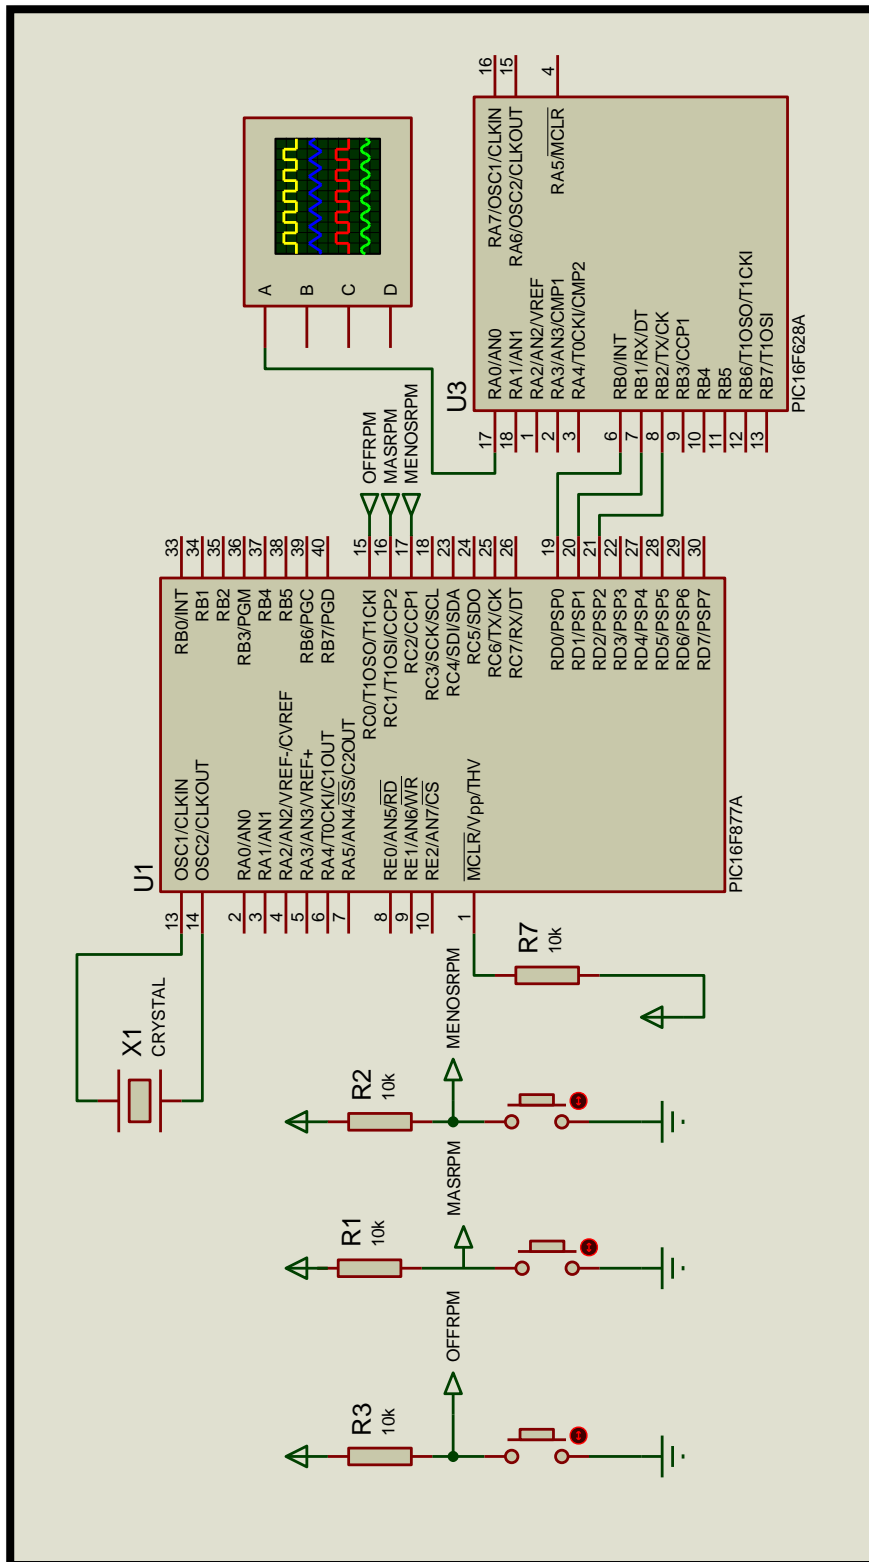 X1
CRYSTAL
U1
13
OSC1/CLKIN
14
OSC2/CLKOUT
2
RA0/AN0
3
RA1/AN1
4
RA2/AN2/VREF-/CVREF
5
RA3/AN3/VREF+
6
RA4/T0CKI/C1OUT
7
RA5/AN4/SS/C2OUT
8
RE0/AN5/RD
9
RE1/AN6/WR
10
RE2/AN7/CS
1
MCLR/Vpp/THV
RB0/INT
33
RB1
34
RB2
35
RB3/PGM
36
RB4
37
RB5
38
RB6/PGC
39
RB7/PGD
40
RC0/T1OSO/T1CKI
15
RC1/T1OSI/CCP2
16
RC2/CCP1
17
RC3/SCK/SCL
18
RC4/SDI/SDA
23
RC5/SDO
24
RC6/TX/CK
25
RC7/RX/DT
26
RD0/PSP0
19
RD1/PSP1
20
RD2/PSP2
21
RD3/PSP3
22
RD4/PSP4
27
RD5/PSP5
28
RD6/PSP6
29
RD7/PSP7
30
PIC16F877A
OFFRPM
MASRPM
MENOSRPM
A
B
C
D
U3
17
RA0/AN0
18
RA1/AN1
1
RA2/AN2/VREF
2
RA3/AN3/CMP1
3
RA4/T0CKI/CMP2
6
RB0/INT
7
RB1/RX/DT
8
RB2/TX/CK
9
RB3/CCP1
10
RB4
11
RB5
12
RB6/T1OSO/T1CKI
13
RB7/T1OSI
RA7/OSC1/CLKIN
16
RA6/OSC2/CLKOUT
15
RA5/MCLR
4
PIC16F628A
R3
10k
OFFRPM
R1
10k
MASRPM
R2
10k
MENOSRPM
R7
10k